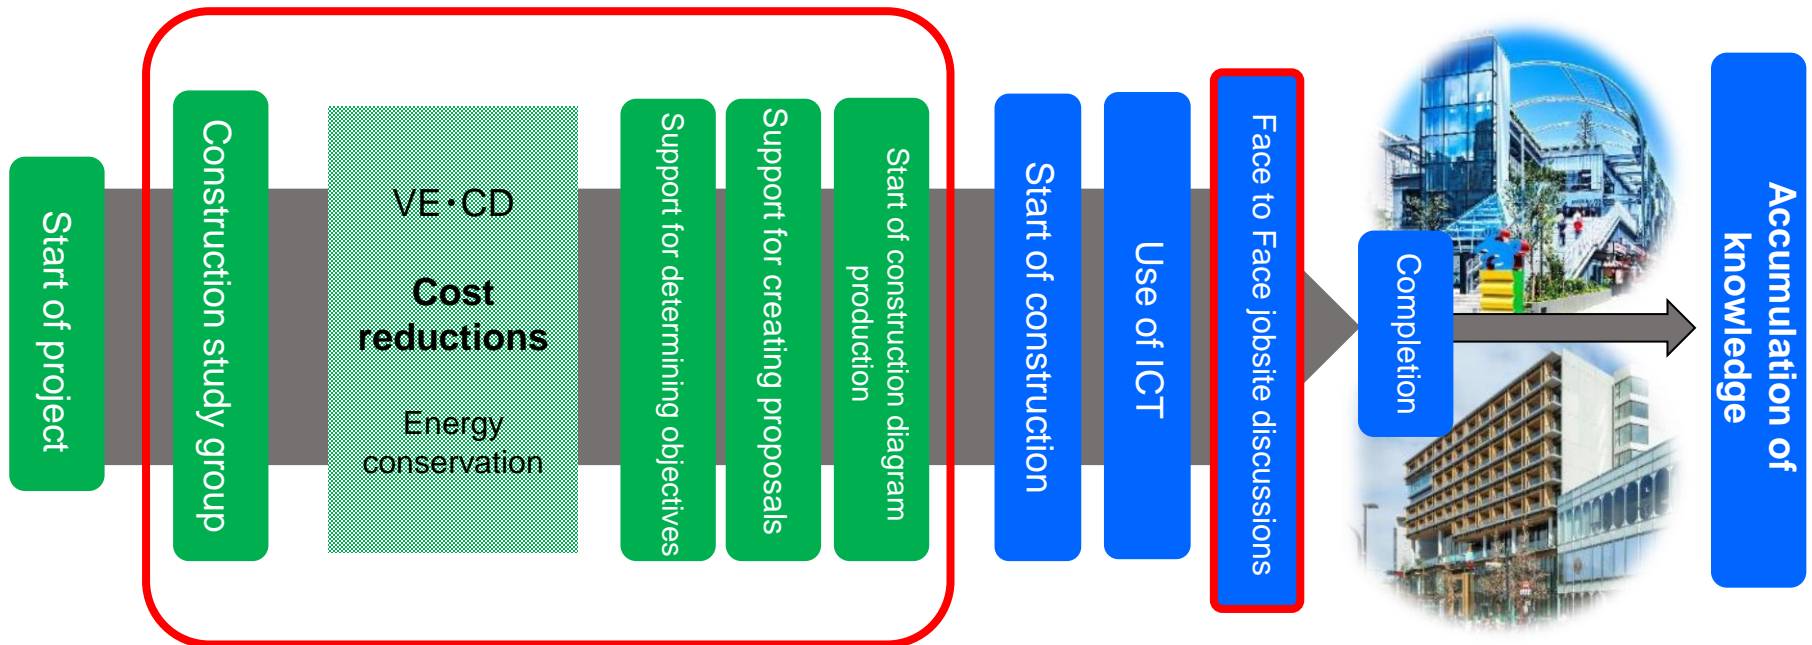 Start of project
Construction study group
VE・CD
Cost
reductions
Energy
conservation
Support for determining objectives
Support for creating proposals
Start of construction diagram
production
Start of construction
Use of ICT
Face to Face jobsite discussions
Completion
Accumulation of
knowledge